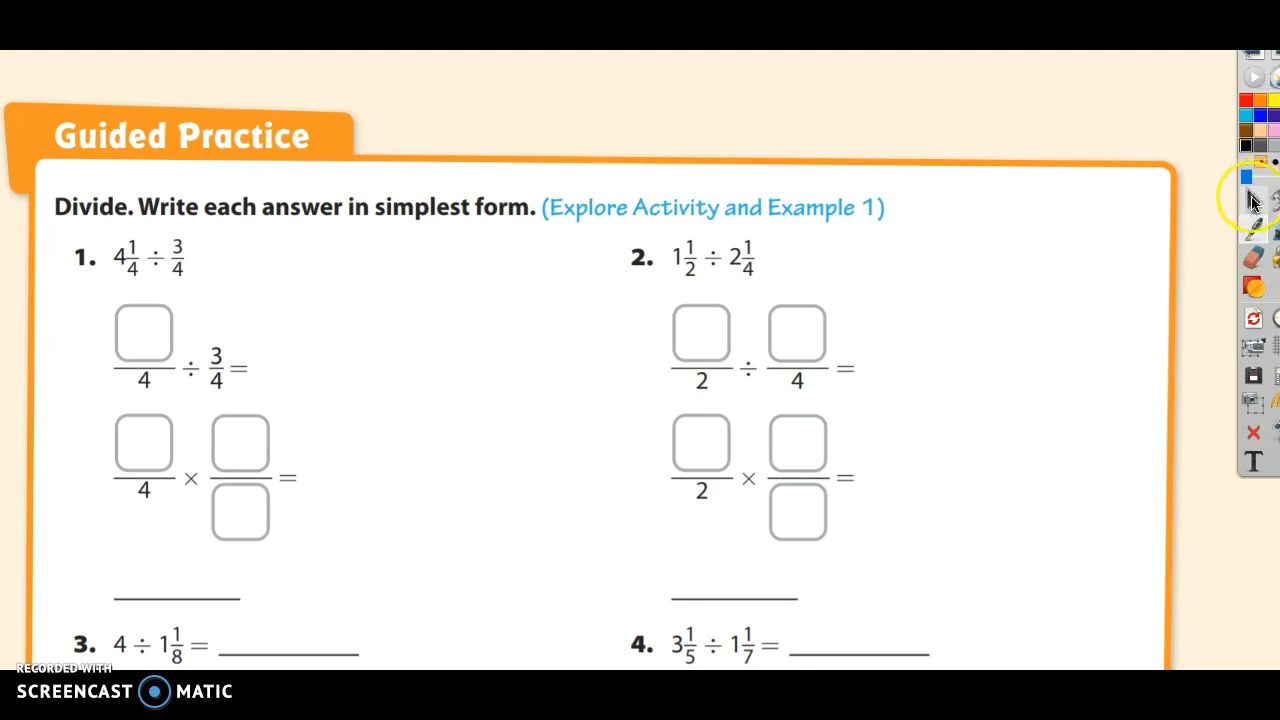 Guided Practice
Divide. Write each answer in simplest form. (Explore Activity and Example 1)
1. 4 1/4 ÷ 3/4
2. 1 1/2 ÷ 2 1/4
□/4 ÷ 3/4 =
□/2 ÷ □/4 =
□/4 × □/□ =
□/2 × □/□ =
3. 4 ÷ 1 1/8 = ____________
4. 3 1/5 ÷ 1 1/7 = ____________
RECORDED WITH
SCREENCAST MATIC
T